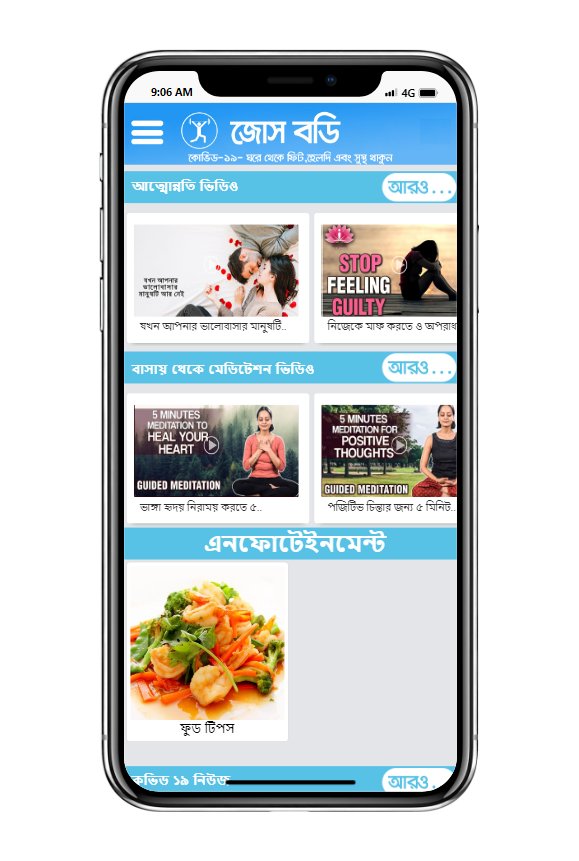 9:06 AM
4G
জোস বডি
কোভিড-১৯- ঘরে থেকে ফিট,হেলদি এবং সুস্থ থাকুন
আত্মোন্নতি ভিডিও
আরও...
যখন আপনার
ভালোবাসার
মানুষটি আর নেই
যখন আপনার ভালোবাসার মানুষটি..
STOP
FEELING
GUILTY
নিজেকে মাফ করতে ও অপরাধ
বাসায় থেকে মেডিটেশন ভিডিও
আরও...
5 MINUTES
MEDITATION TO
HEAL YOUR
HEART
GUIDED MEDITATION
ভাঙ্গা হৃদয় নিরাময় করতে ৫..
5 MINUTES
MEDITATION FOR
POSITIVE
THOUGHTS
GUIDED MEDITATION
পজিটিভ চিন্তার জন্য ৫ মিনিট..
এনফোটেইনমেন্ট
ফুড টিপস
কভিড ১৯ নিউজ
আরও...